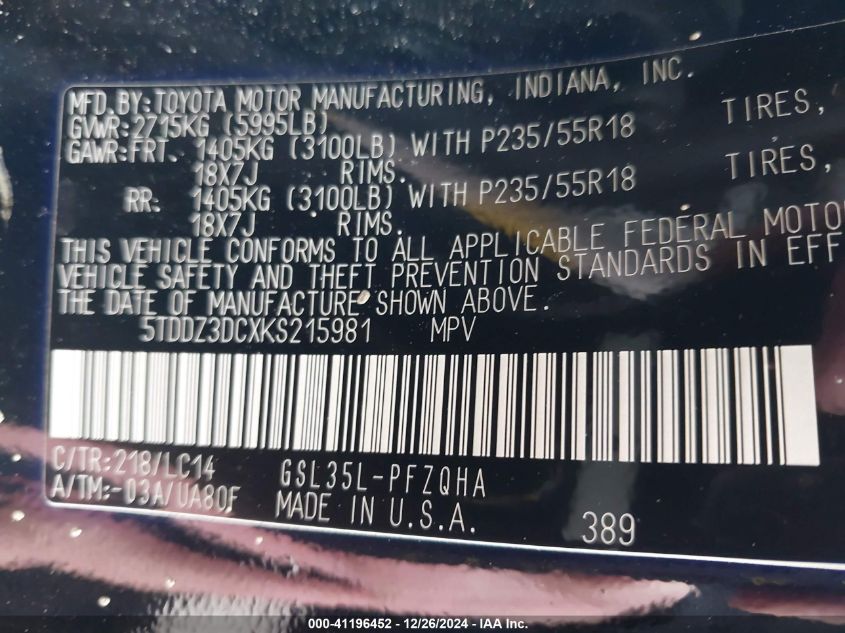 MFD. BY: TOYOTA MOTOR MANUFACTURING, INDIANA, INC.
GVWR: 2715KG (5995LB)
GAWR: FRT. 1405KG (3100LB) WITH P235/55R18 TIRES,
18X7J RIMS.
RR. 1405KG (3100LB) WITH P235/55R18 TIRES,
18X7J RIMS.
THIS VEHICLE CONFORMS TO ALL APPLICABLE FEDERAL MOTO
VEHICLE SAFETY AND THEFT PREVENTION STANDARDS IN EFF
THE DATE OF MANUFACTURE SHOWN ABOVE.
5TDDZ3DCXKS215981 MPV
C/TR: 218/LC14 GSL35L-PFZQHA
A/TM: -03A/UA80F MADE IN U.S.A.
389
000-41196452 - 12/26/2024 - IAA Inc.